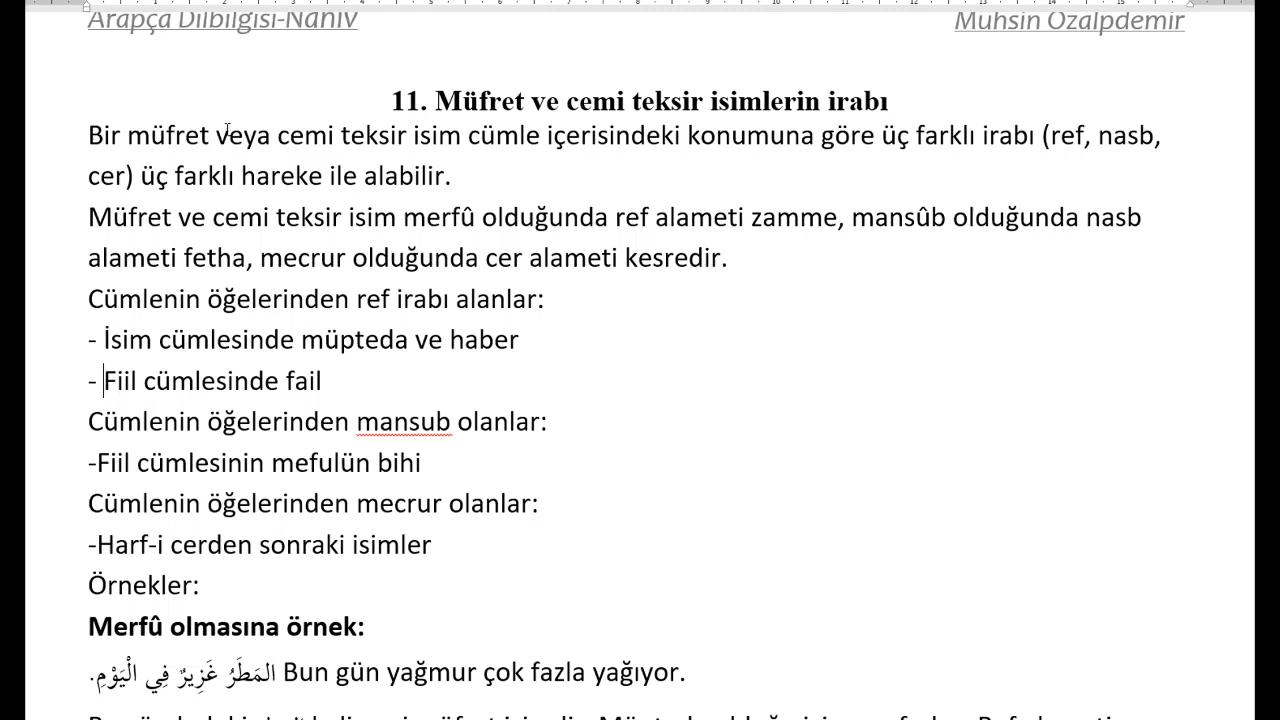 Arapça Dilbilgisi-Nahiv Muhsin Özalpdemir
11. Müfret ve cemi teksir isimlerin irabı
Bir müfret veya cemi teksir isim cümle içerisindeki konumuna göre üç farklı irabı (ref, nasb,
cer) üç farklı hareke ile alabilir.
Müfret ve cemi teksir isim merfû olduğunda ref alameti zamme, mansûb olduğunda nasb
alameti fetha, mecrur olduğunda cer alameti kesredir.
Cümlenin öğelerinden ref irabı alanlar:
- İsim cümlesinde müpteda ve haber
- Fiil cümlesinde fail
Cümlenin öğelerinden mansub olanlar:
-Fiil cümlesinin mefulün bihi
Cümlenin öğelerinden mecrur olanlar:
-Harf-i cerden sonraki isimler
Örnekler:
Merfû olmasına örnek:
المَطَرُ غَزِيرٌ فِي الْيَوْمِ. Bun gün yağmur çok fazla yağıyor.